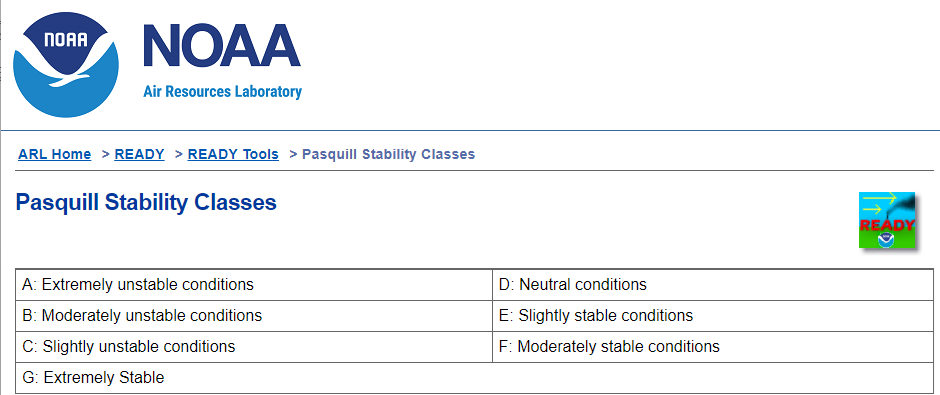 NOAA
NOAA
Air Resources Laboratory
ARL Home > READY > READY Tools > Pasquill Stability Classes
Pasquill Stability Classes
READY
A: Extremely unstable conditions
D: Neutral conditions
B: Moderately unstable conditions
E: Slightly stable conditions
C: Slightly unstable conditions
F: Moderately stable conditions
G: Extremely Stable